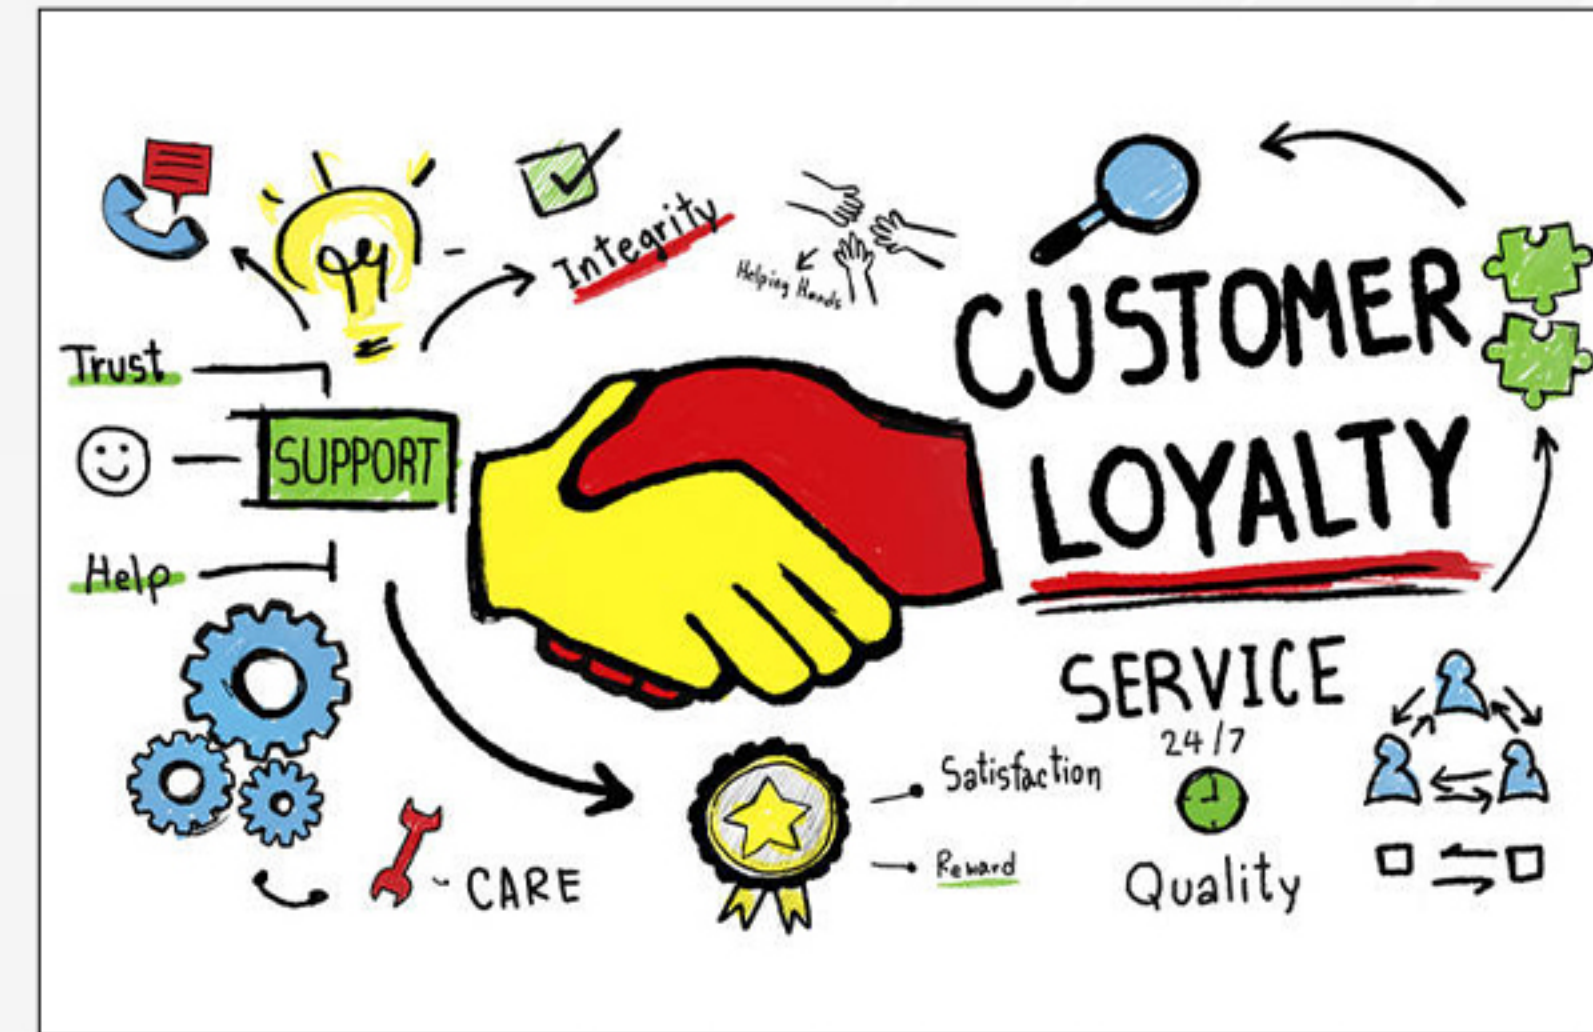 Integrity
Helping Hands
CUSTOMER
LOYALTY
Trust
SUPPORT
Help
SERVICE
24/7
Satisfaction
Reward
Quality
CARE